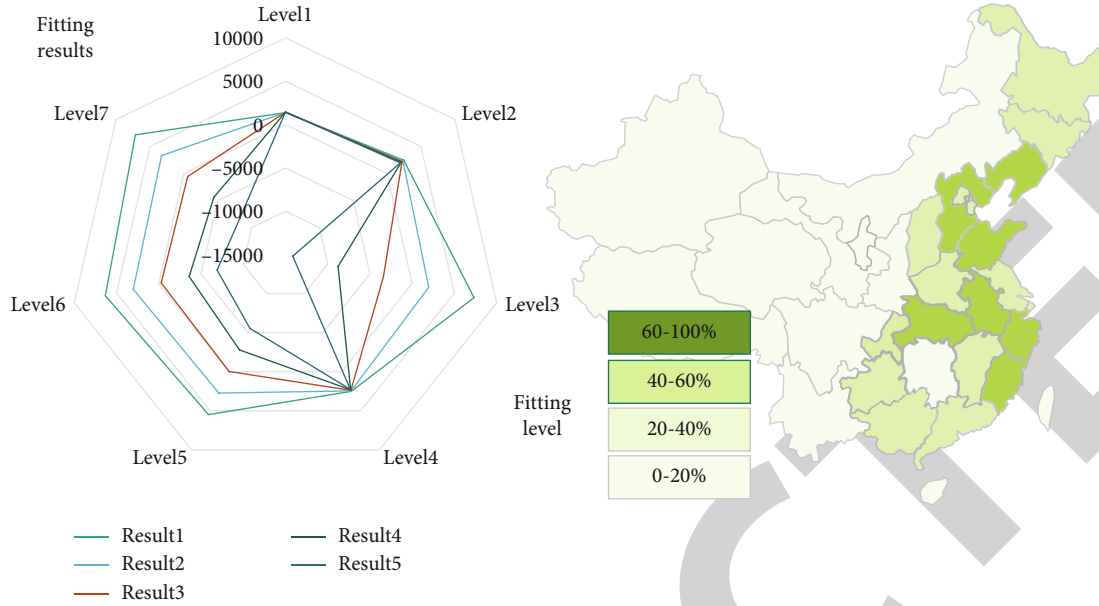 Fitting
results
Level1
Level2
Level3
Level4
Level5
Level6
Level7
10000
5000
0
−5000
−10000
−15000
Result1
Result2
Result3
Result4
Result5
Fitting
level
60-100%
40-60%
20-40%
0-20%